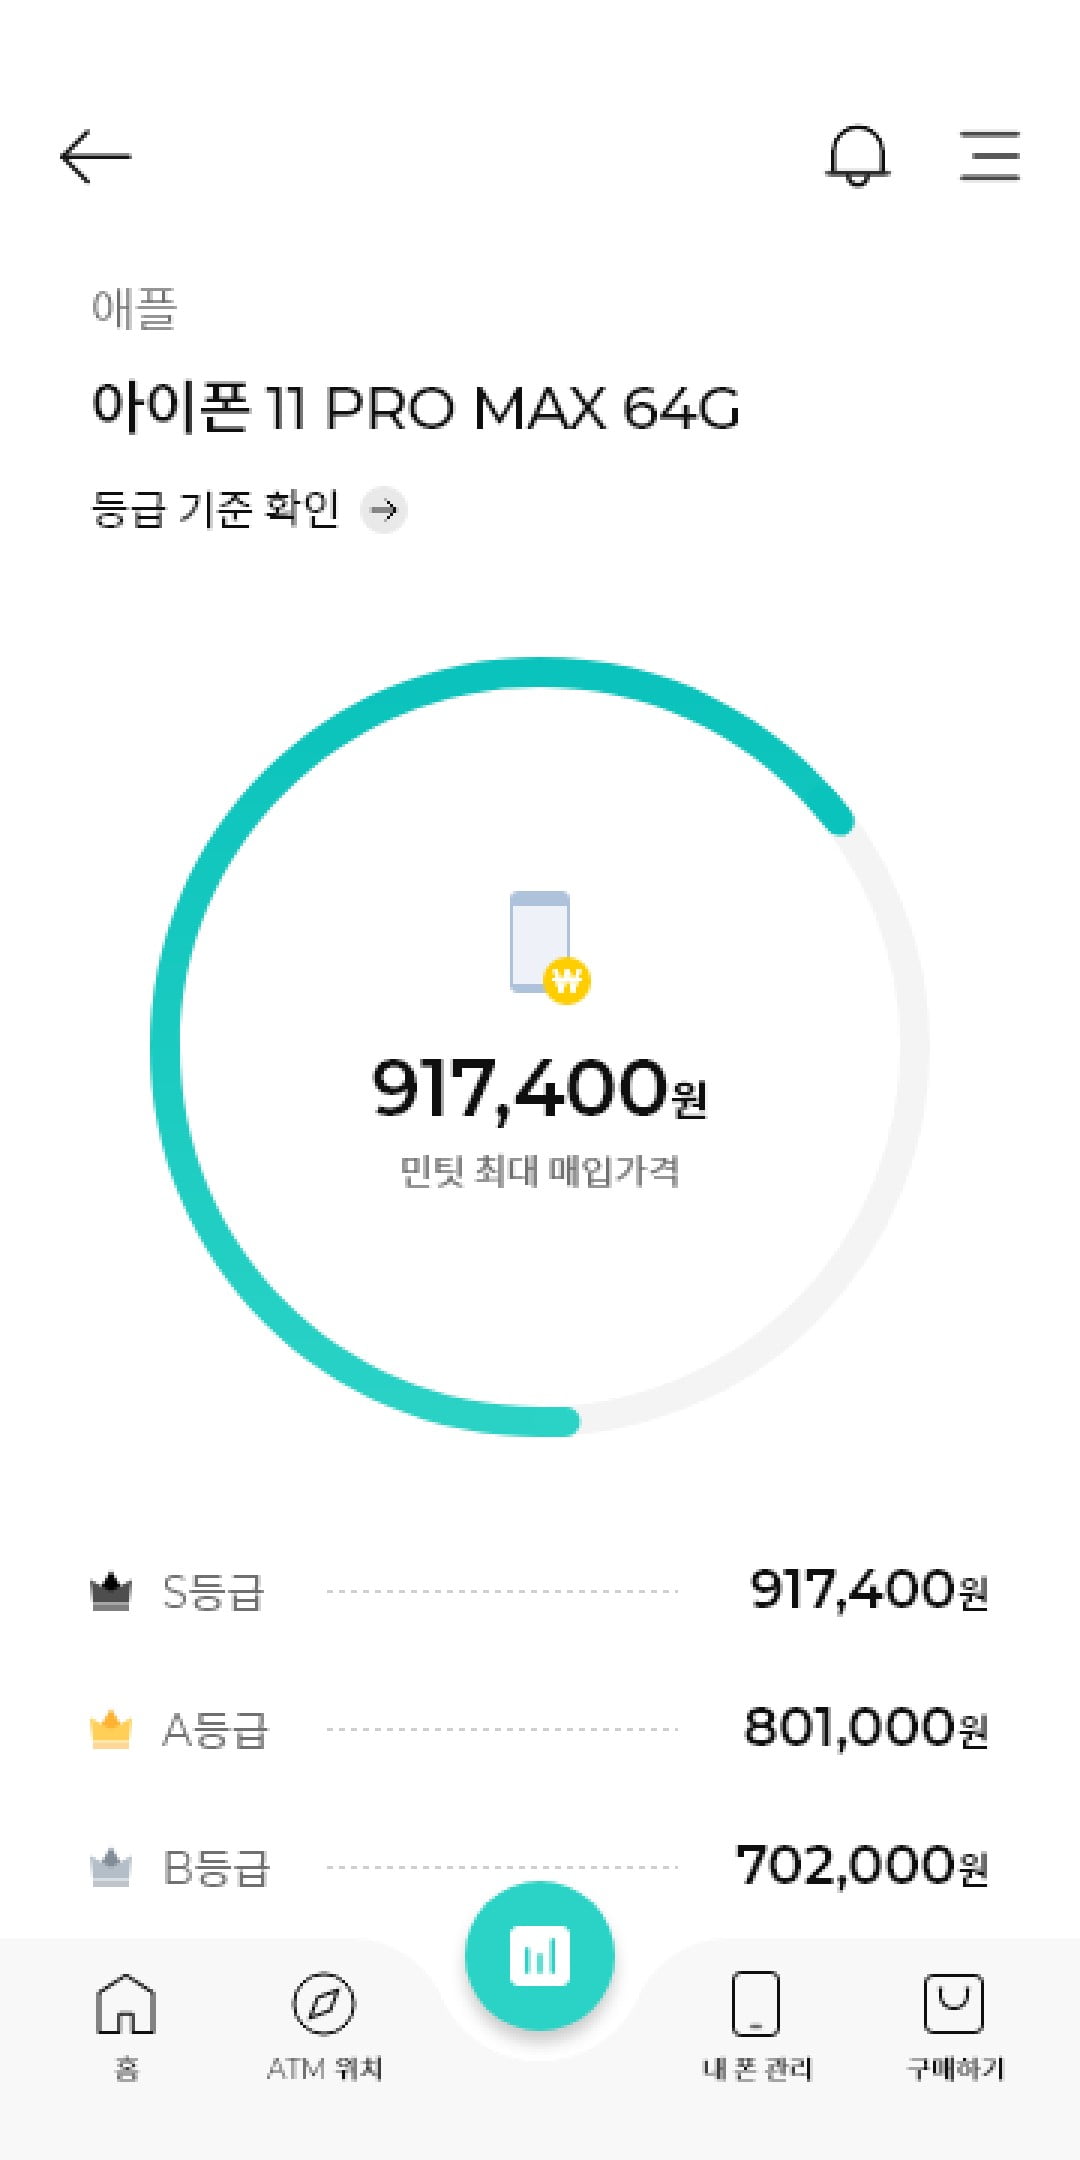 애플
아이폰 11 PRO MAX 64G
등급 기준 확인
₩
917,400원
민팃 최대 매입가격
S등급 917,400원
A등급 801,000원
B등급 702,000원
홈 ATM 위치 내 폰 관리 구매하기